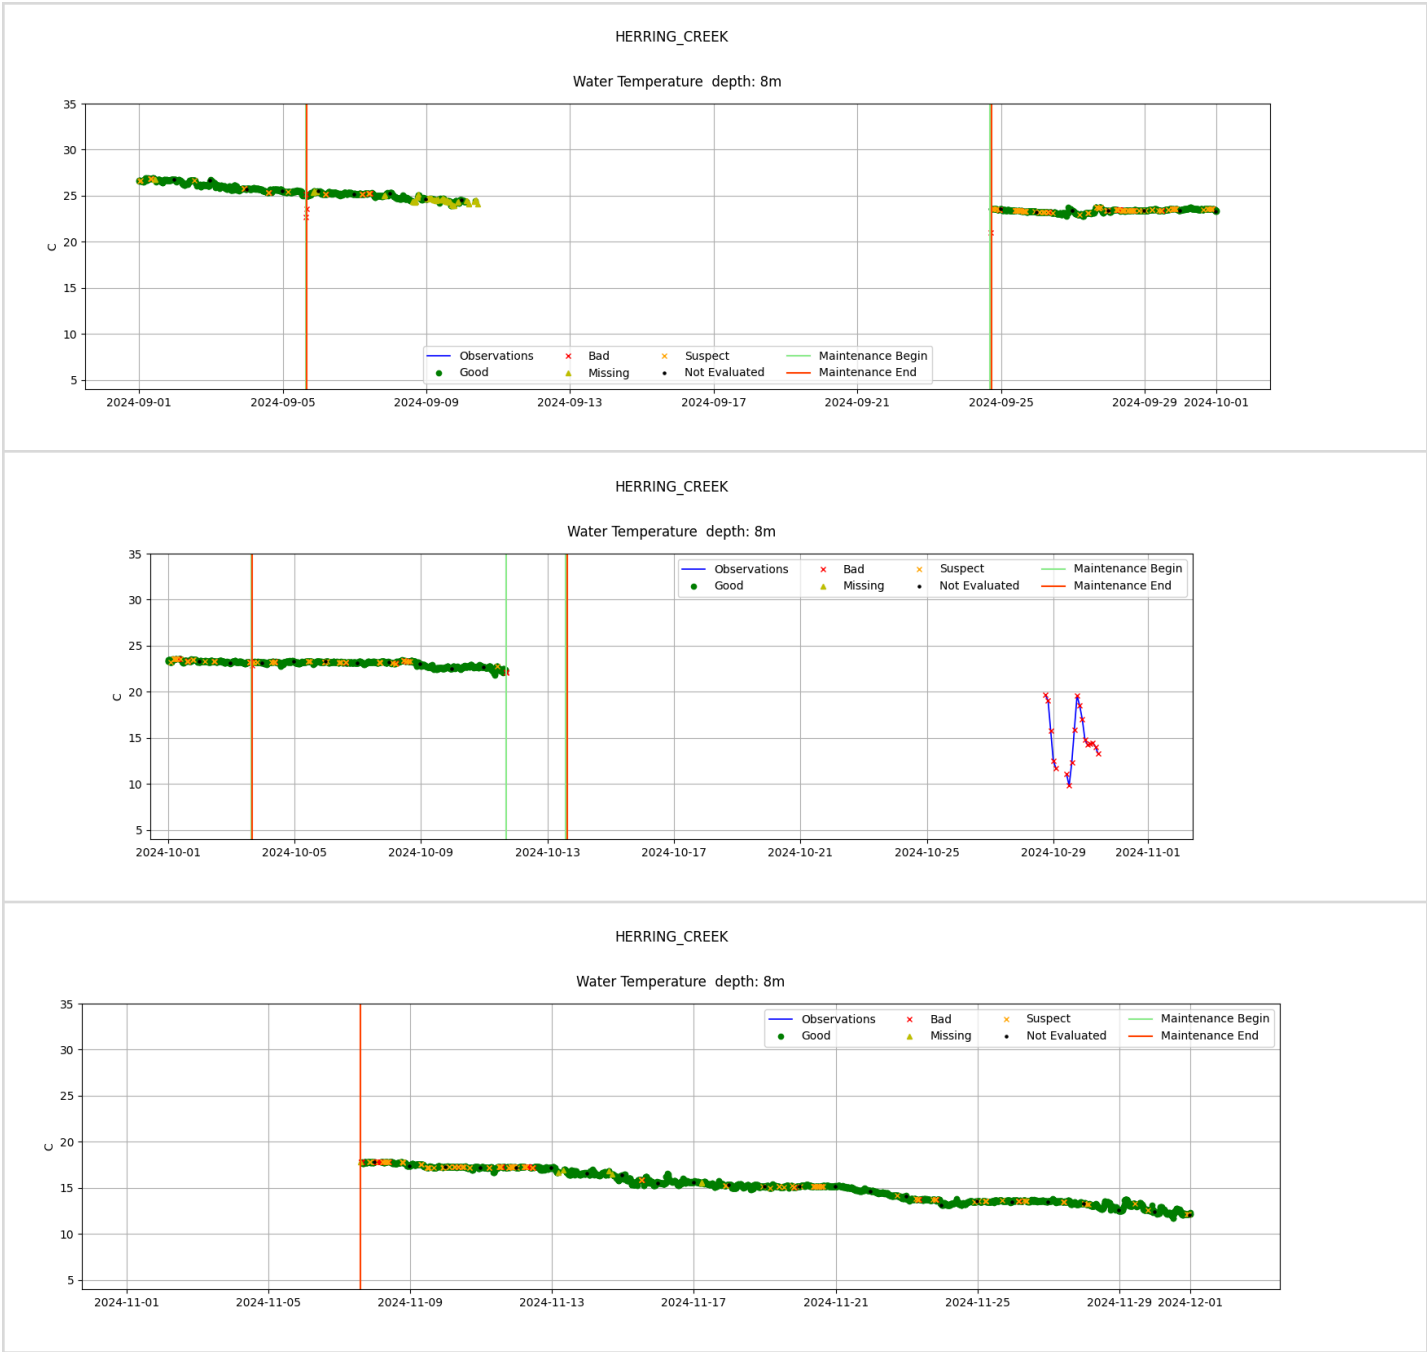 HERRING_CREEK
Water Temperature  depth: 8m
35
30
25
20
15
10
5
C
Observations Bad Suspect Maintenance Begin
Good Missing Not Evaluated Maintenance End
2024-09-01 2024-09-05 2024-09-09 2024-09-13 2024-09-17 2024-09-21 2024-09-25 2024-09-29 2024-10-01
HERRING_CREEK
Water Temperature  depth: 8m
35
30
25
20
15
10
5
C
Observations Bad Suspect Maintenance Begin
Good Missing Not Evaluated Maintenance End
2024-10-01 2024-10-05 2024-10-09 2024-10-13 2024-10-17 2024-10-21 2024-10-25 2024-10-29 2024-11-01
HERRING_CREEK
Water Temperature  depth: 8m
35
30
25
20
15
10
5
C
Observations Bad Suspect Maintenance Begin
Good Missing Not Evaluated Maintenance End
2024-11-01 2024-11-05 2024-11-09 2024-11-13 2024-11-17 2024-11-21 2024-11-25 2024-11-29 2024-12-01